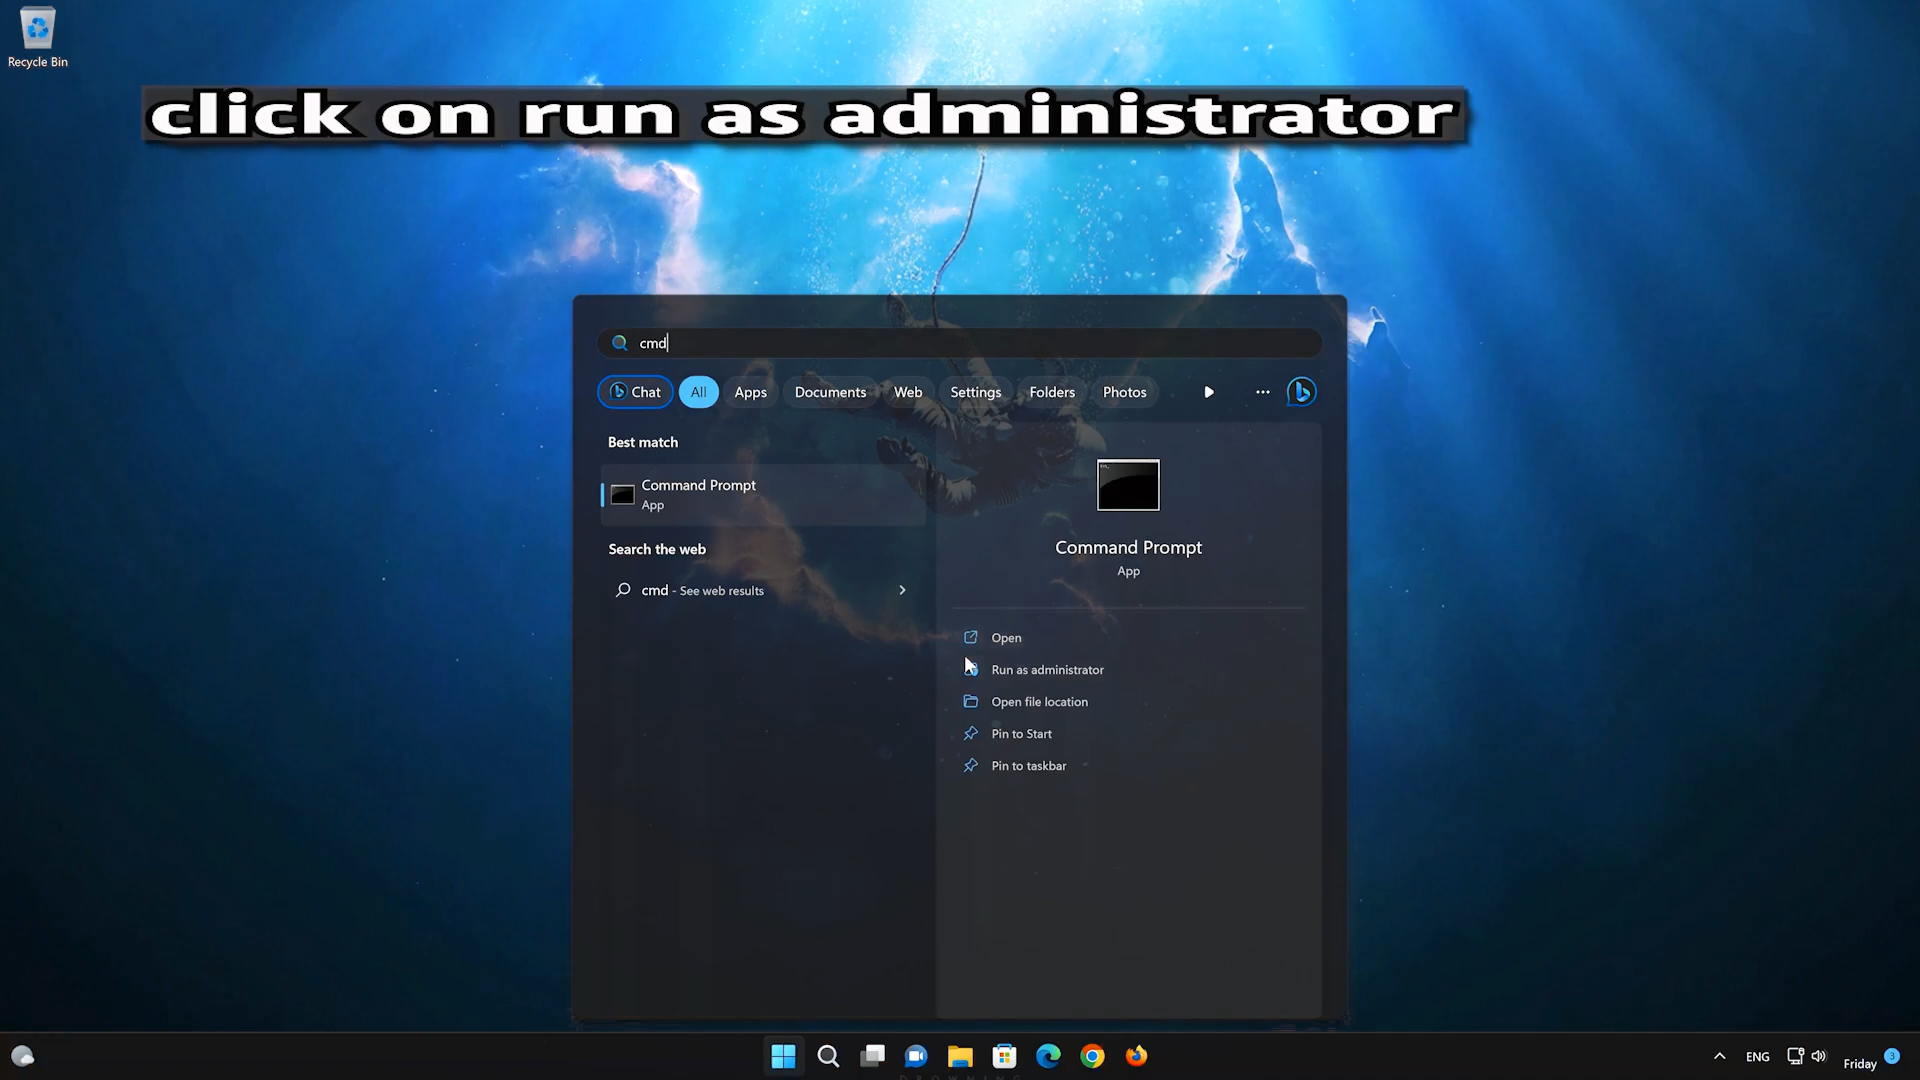 Recycle Bin
click on run as administrator
cmd
Chat
All
Apps
Documents
Web
Settings
Folders
Photos
Best match
Command Prompt
App
Search the web
cmd - See web results
Command Prompt
App
Open
Run as administrator
Open file location
Pin to Start
Pin to taskbar
ENG
Friday
3